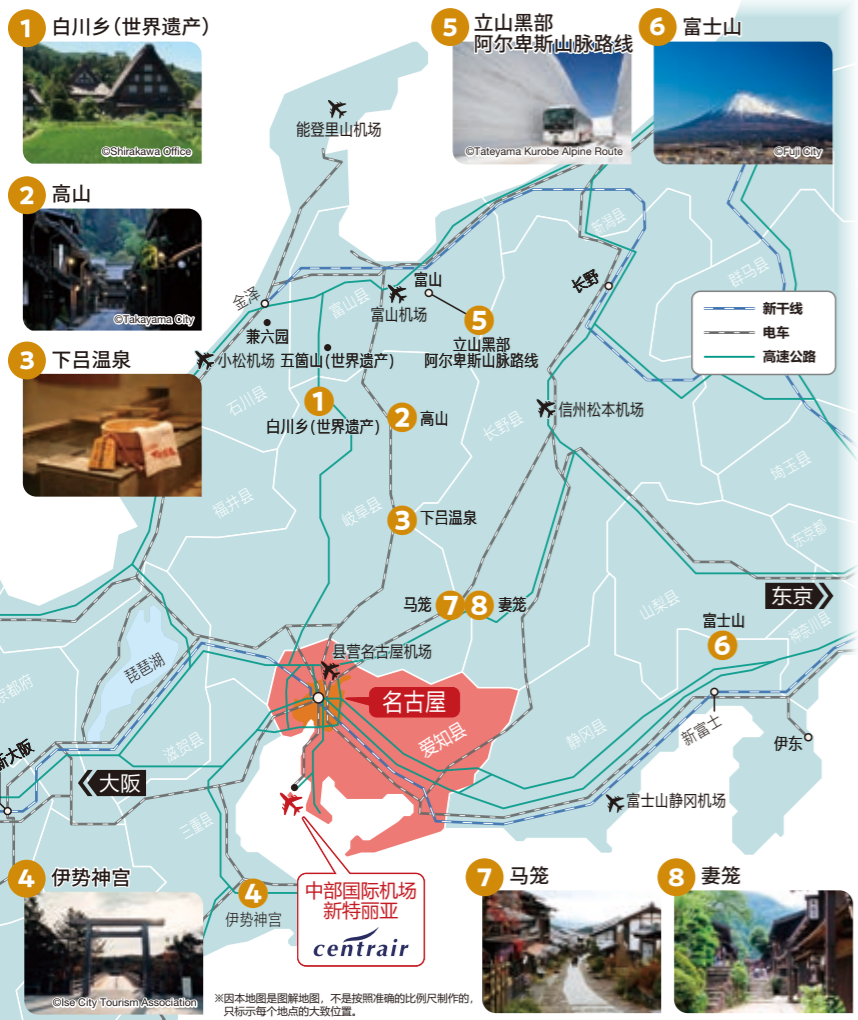 1 白川乡(世界遗产)
©Shirakawa Office
2 高山
©Takayama City
3 下吕温泉
5 立山黑部
阿尔卑斯山脉路线
©Tateyama Kurobe Alpine Route
6 富士山
©Fuji City
能登里山机场
新潟县
群马县
金泽
富山县
富山
富山机场
长野
兼六园
5
立山黑部
阿尔卑斯山脉路线
新干线
电车
高速公路
小松机场
五箇山(世界遗产)
石川县
1
白川乡(世界遗产)
2 高山
长野县
信州松本机场
埼玉县
福井县
岐阜县
3 下吕温泉
东京都
东京
马笼 7 8 妻笼
山梨县
富士山
6
神奈川县
琵琶湖
京都府
县营名古屋机场
名古屋
爱知县
静冈县
新富士
伊东
新大阪
滋贺县
大阪
三重县
富士山静冈机场
4 伊势神宫
©Ise City Tourism Association
4
伊势神宫
中部国际机场
新特丽亚
centrair
7 马笼
8 妻笼
※因本地图是图解地图，不是按照准确的比例尺制作的，
只标示每个地点的大致位置。